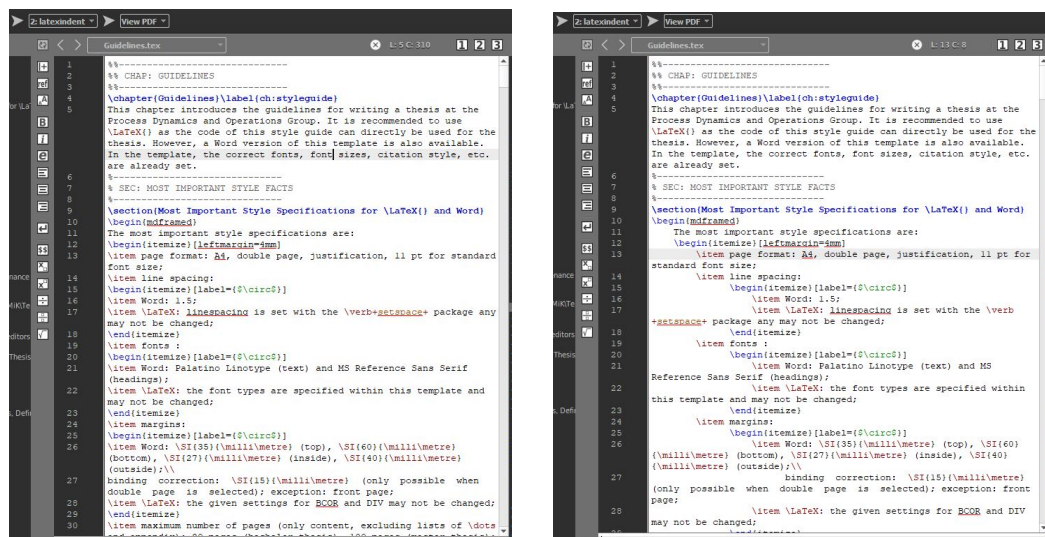 2: latexindent
View PDF
Guidelines.tex
L: 5 C: 310
1 2 3
1 %%------------------------------
2 %% CHAP: GUIDELINES
3 %%------------------------------
4 \chapter{Guidelines}\label{ch:styleguide}
5 This chapter introduces the guidelines for writing a thesis at the
Process Dynamics and Operations Group. It is recommended to use
\LaTeX{} as the code of this style guide can directly be used for the
thesis. However, a Word version of this template is also available.
In the template, the correct fonts, font sizes, citation style, etc.
are already set.
6 %------------------------------
7 % SEC: MOST IMPORTANT STYLE FACTS
8 %------------------------------
9 \section{Most Important Style Specifications for \LaTeX{} and Word}
10 \begin{mdframed}
11 The most important style specifications are:
12 \begin{itemize}[leftmargin=4mm]
13 \item page format: A4, double page, justification, 11 pt for standard
font size;
14 \item line spacing:
15 \begin{itemize}[label={$\circ$}]
16 \item Word: 1.5;
17 \item \LaTeX: linespacing is set with the \verb+setspace+ package any
may not be changed;
18 \end{itemize}
19 \item fonts :
20 \begin{itemize}[label={$\circ$}]
21 \item Word: Palatino Linotype (text) and MS Reference Sans Serif
(headings);
22 \item \LaTeX: the font types are specified within this template and
may not be changed;
23 \end{itemize}
24 \item margins:
25 \begin{itemize}[label={$\circ$}]
26 \item Word: \SI{35}{\milli\metre} (top), \SI{60}{\milli\metre}
(bottom), \SI{27}{\milli\metre} (inside), \SI{40}{\milli\metre}
(outside);\\
27 binding correction: \SI{15}{\milli\metre} (only possible when
double page is selected); exception: front page;
28 \item \LaTeX: the given settings for BCOR and DIV may not be changed;
29 \end{itemize}
30 \item maximum number of pages (only content, excluding lists of \dots
2: latexindent
View PDF
Guidelines.tex
L: 13 C: 8
1 2 3
1 %%------------------------------
2 %% CHAP: GUIDELINES
3 %%------------------------------
4 \chapter{Guidelines}\label{ch:styleguide}
5 This chapter introduces the guidelines for writing a thesis at the
Process Dynamics and Operations Group. It is recommended to use
\LaTeX{} as the code of this style guide can directly be used for the
thesis. However, a Word version of this template is also available.
In the template, the correct fonts, font sizes, citation style, etc.
are already set.
6 %------------------------------
7 % SEC: MOST IMPORTANT STYLE FACTS
8 %------------------------------
9 \section{Most Important Style Specifications for \LaTeX{} and Word}
10 \begin{mdframed}
11 The most important style specifications are:
12 \begin{itemize}[leftmargin=4mm]
13 \item page format: A4, double page, justification, 11 pt for
standard font size;
14 \item line spacing:
15 \begin{itemize}[label={$\circ$}]
16 \item Word: 1.5;
17 \item \LaTeX: linespacing is set with the \verb
+setspace+ package any may not be changed;
18 \end{itemize}
19 \item fonts :
20 \begin{itemize}[label={$\circ$}]
21 \item Word: Palatino Linotype (text) and MS
Reference Sans Serif (headings);
22 \item \LaTeX: the font types are specified within
this template and may not be changed;
23 \end{itemize}
24 \item margins:
25 \begin{itemize}[label={$\circ$}]
26 \item Word: \SI{35}{\milli\metre} (top), \SI{60}
{\milli\metre} (bottom), \SI{27}{\milli\metre} (inside), \SI{40}
{\milli\metre} (outside);\\
27 binding correction: \SI{15}{\milli\metre}
(only possible when double page is selected); exception: front
page;
28 \item \LaTeX: the given settings for BCOR and DIV
may not be changed;